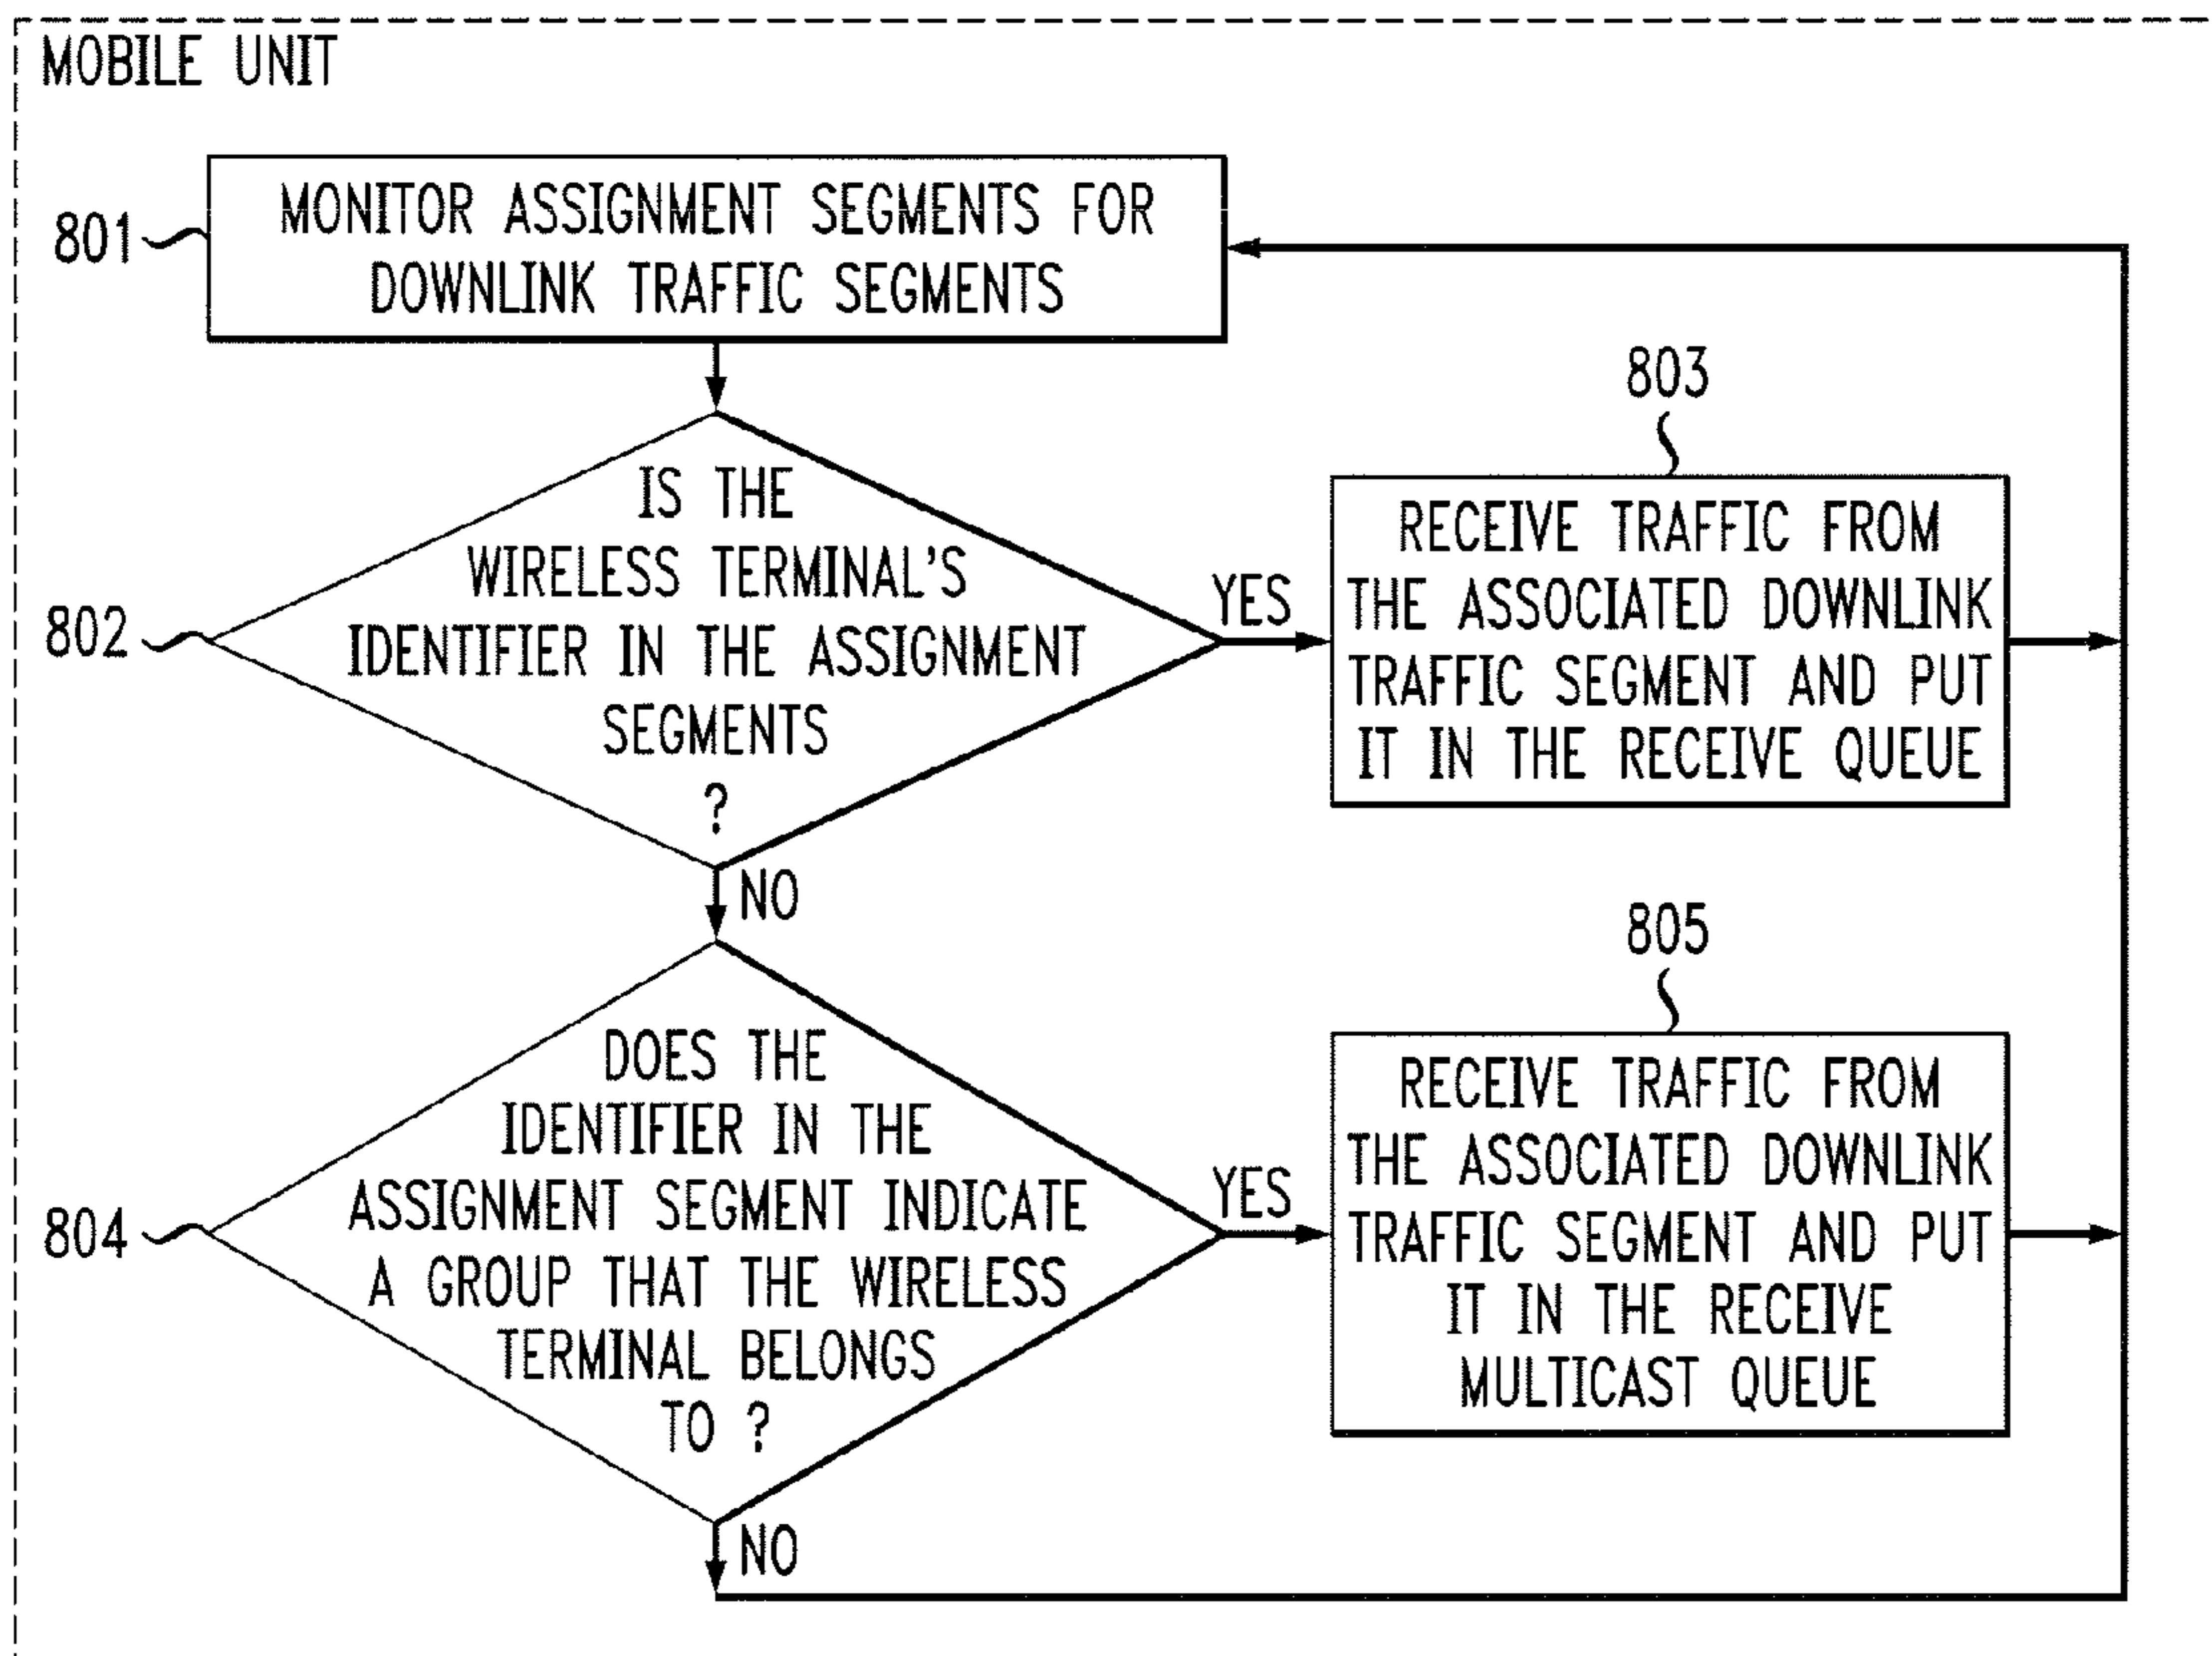 MOBILE UNIT
801
MONITOR ASSIGNMENT SEGMENTS FOR
DOWNLINK TRAFFIC SEGMENTS
802
IS THE
WIRELESS TERMINAL'S
IDENTIFIER IN THE ASSIGNMENT
SEGMENTS
?
YES
NO
803
RECEIVE TRAFFIC FROM
THE ASSOCIATED DOWNLINK
TRAFFIC SEGMENT AND PUT
IT IN THE RECEIVE QUEUE
804
DOES THE
IDENTIFIER IN THE
ASSIGNMENT SEGMENT INDICATE
A GROUP THAT THE WIRELESS
TERMINAL BELONGS
TO ?
YES
NO
805
RECEIVE TRAFFIC FROM
THE ASSOCIATED DOWNLINK
TRAFFIC SEGMENT AND PUT
IT IN THE RECEIVE
MULTICAST QUEUE